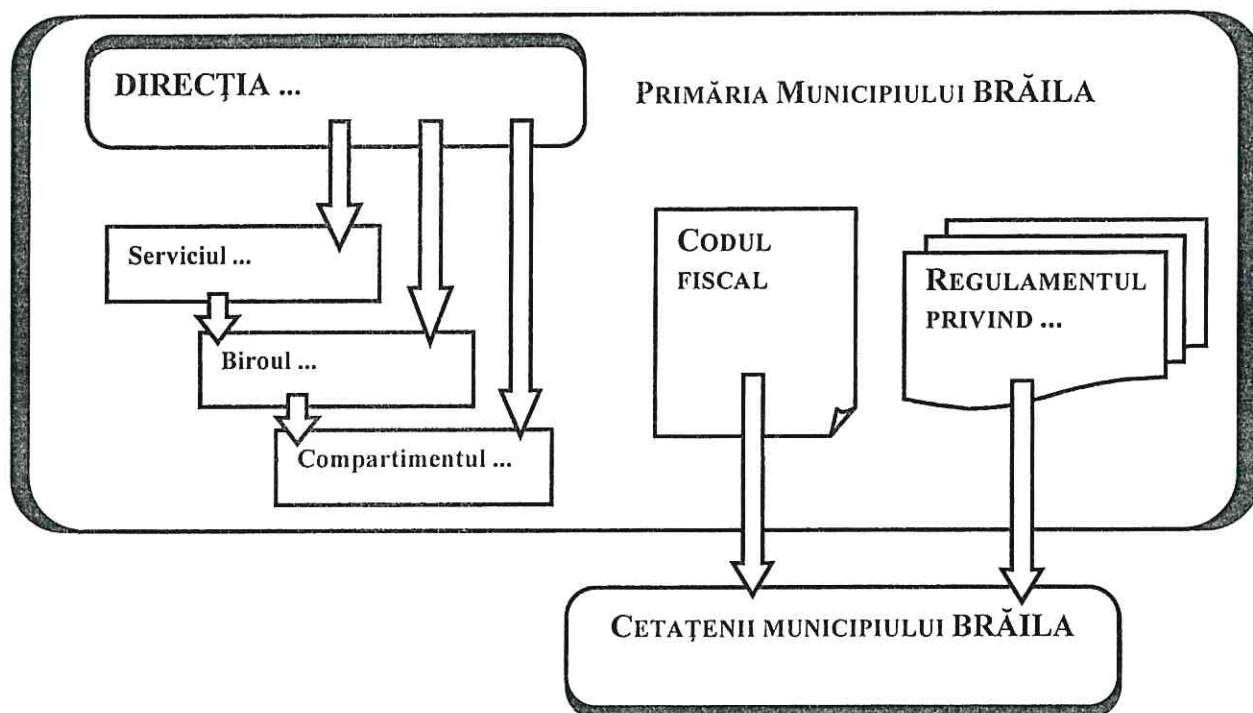 DIRECȚIA ...
PRIMĂRIA MUNICIPIULUI BRĂILA
Serviciul ...
Biroul ...
Compartimentul ...
CODUL
FISCAL
REGULAMENTUL
PRIVIND ...
CETAȚENII MUNICIPIULUI BRĂILA